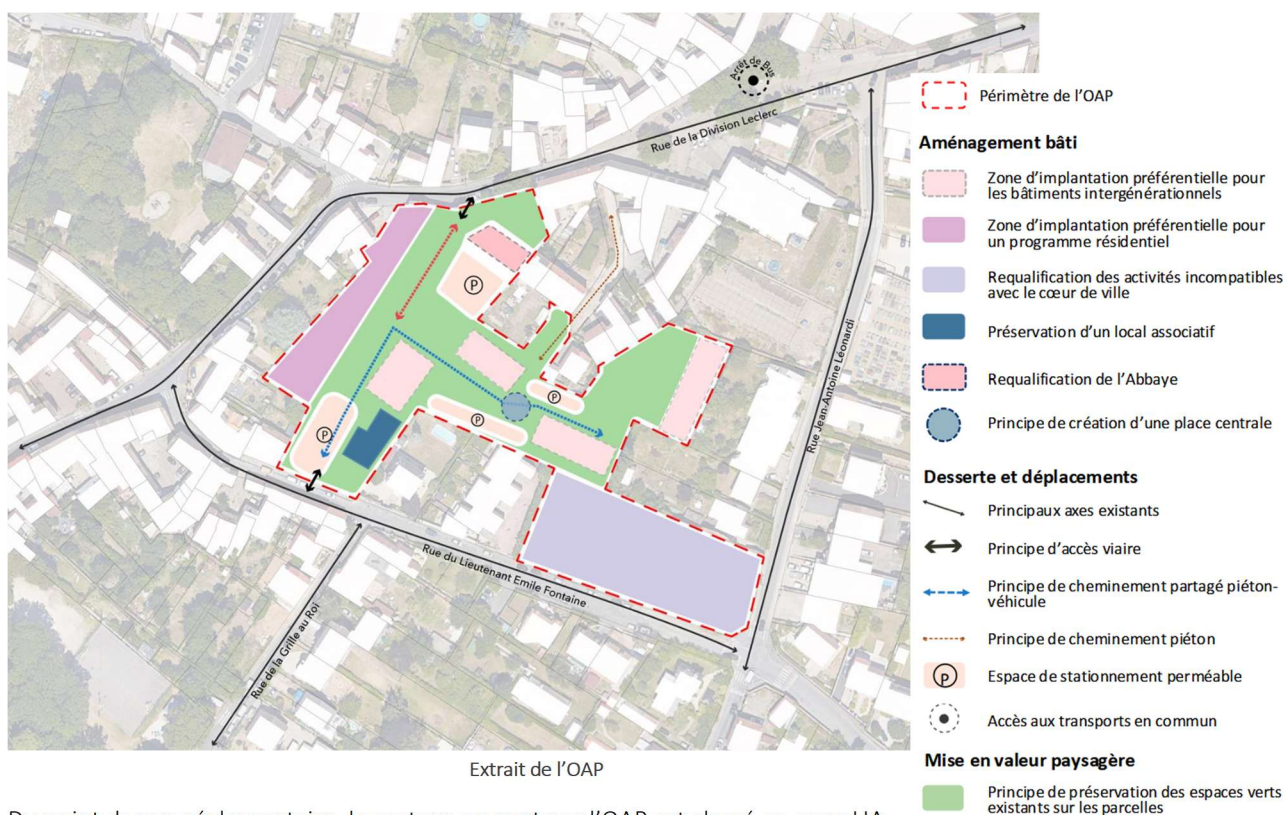 Arrêt de Bus
Rue de la Division Leclerc
P
P
P
P
Rue Jean-Antoine Léonardi
Rue du Lieutenant Emile Fontaine
Rue de la Grille au Roi
Périmètre de l'OAP
Aménagement bâti
Zone d'implantation préférentielle pour
les bâtiments intergénérationnels
Zone d'implantation préférentielle pour
un programme résidentiel
Requalification des activités incompatibles
avec le cœur de ville
Préservation d'un local associatif
Requalification de l'Abbaye
Principe de création d'une place centrale
Desserte et déplacements
Principaux axes existants
Principe d'accès viaire
Principe de cheminement partagé piéton-
véhicule
Principe de cheminement piéton
P
Espace de stationnement perméable
Accès aux transports en commun
Mise en valeur paysagère
Principe de préservation des espaces verts
existants sur les parcelles
Extrait de l'OAP